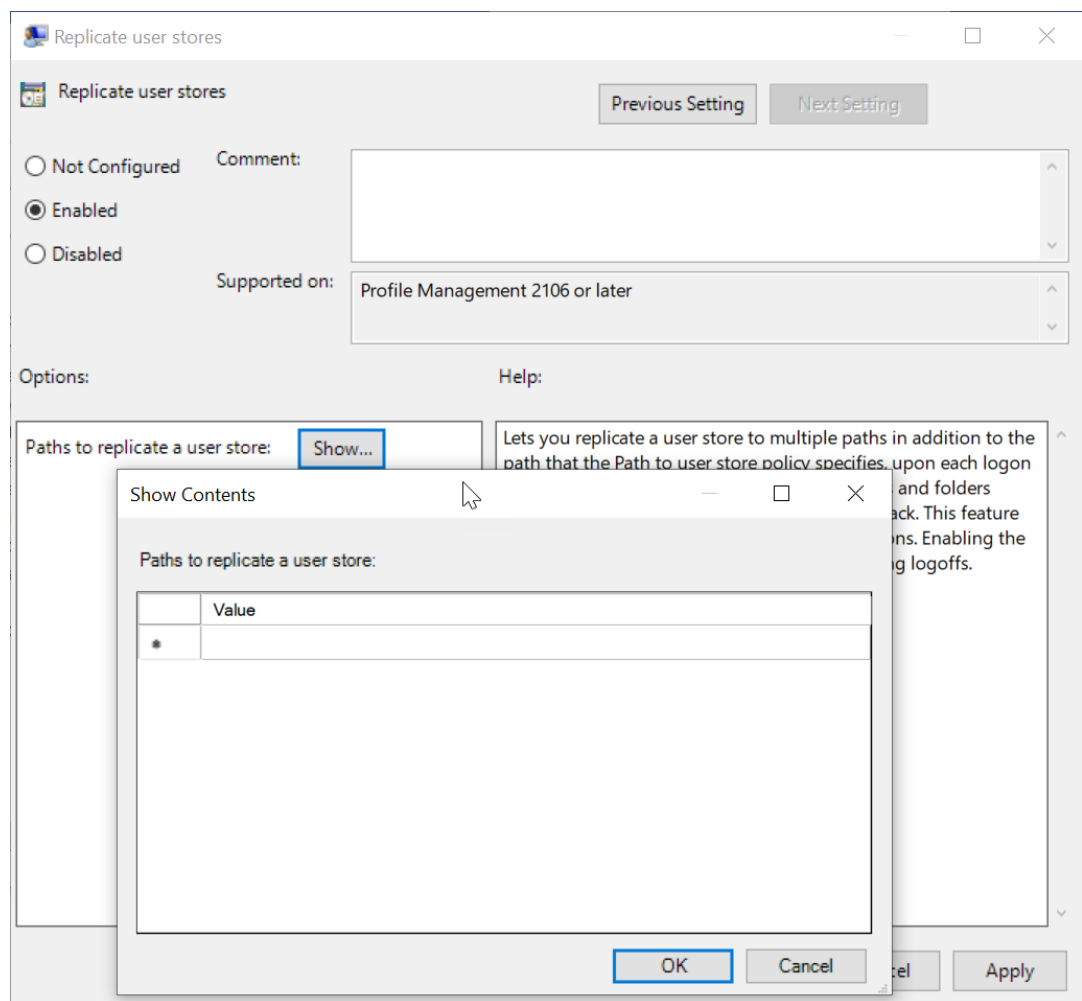 Replicate user stores
Replicate user stores
Previous Setting
Next Setting
Not Configured
Comment:
Enabled
Disabled
Supported on:
Profile Management 2106 or later
Options:
Help:
Paths to replicate a user store:
Show...
Lets you replicate a user store to multiple paths in addition to the
path that the Path to user store policy specifies, upon each logon
and folders
This feature
Enabling the
logoffs.
Show Contents
Paths to replicate a user store:
Value
OK
Cancel
Apply